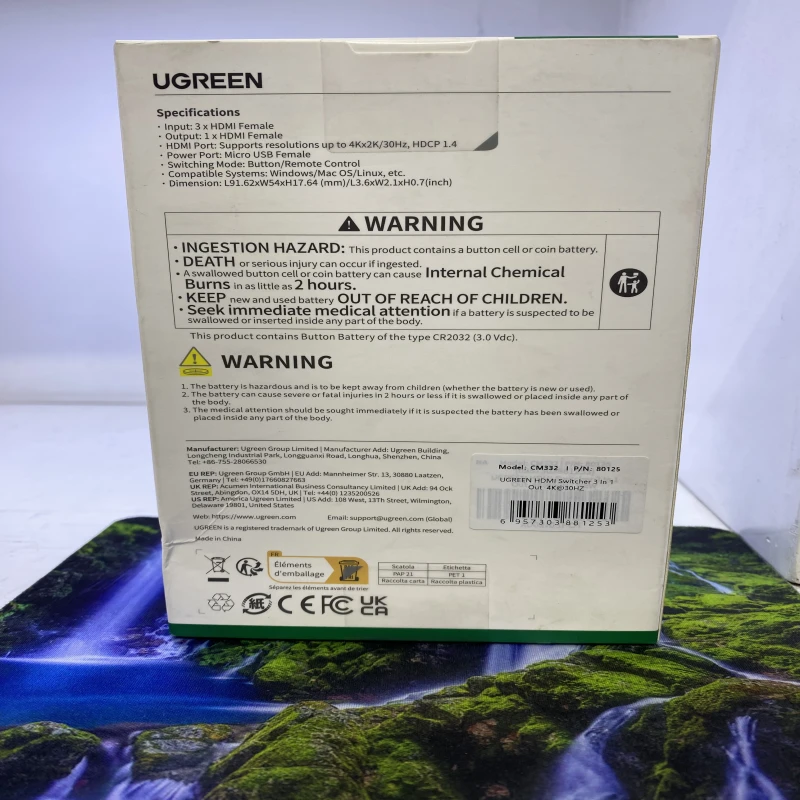 UGREEN
Specifications
· Input: 3 x HDMI Female
· Output: 1 x HDMI Female
· HDMI Port: Supports resolutions up to 4Kx2K/30Hz, HDCP 1.4
· Power Port: Micro USB Female
· Switching Mode: Button/Remote Control
· Compatible Systems: Windows/Mac OS/Linux, etc.
· Dimension: L91.62xW54xH17.64 (mm)/L3.6xW2.1xH0.7(inch)
WARNING
· INGESTION HAZARD: This product contains a button cell or coin battery.
· DEATH or serious injury can occur if ingested.
· A swallowed button cell or coin battery can cause Internal Chemical
Burns in as little as 2 hours.
· KEEP new and used battery OUT OF REACH OF CHILDREN.
· Seek immediate medical attention if a battery is suspected to be
swallowed or inserted inside any part of the body.
This product contains Button Battery of the type CR2032 (3.0 Vdc).
WARNING
1. The battery is hazardous and is to be kept away from children (whether the battery is new or used).
2. The battery can cause severe or fatal injuries in 2 hours or less if it is swallowed or placed inside any part of
the body.
3. The medical attention should be sought immediately if it is suspected the battery has been swallowed or
placed inside any part of the body.
Manufacturer: Ugreen Group Limited | Manufacturer Add: Ugreen Building,
Longcheng Industrial Park, Longguanxi Road, Longhua, Shenzhen, China
Tel: +86-755-28066530
EU REP: Ugreen Group GmbH | EU Add: Mannheimer Str. 13, 30880 Laatzen,
Germany | Tel: +49(0)17660827663
UK REP: Acumen International Business Consultancy Limited | UK Add: 94 Ock
Street, Abingdon, OX14 5DH, UK | Tel: +44(0) 1235200526
US REP: Amorica Ugreen Limited | US Add: 108 West, 13Th Street, Wilmington,
Delaware 19801, United States
Web: https://www.ugreen.com Email: support@ugreen.com (Global)
UGREEN is a registered trademark of Ugreen Group Limited. All rights reserved.
Made in China
Model: CM332 | P/N: 80125
UGREEN HDMI Switcher 3 In 1
Out 4K@30HZ
6 957303 881253
FR
Éléments
d'emballage
Séparez les éléments avant de trier
Scatola Etichetta
PAP 21 PET 1
Raccolta carta Raccolta plastica
紙 CE FC UK
CA